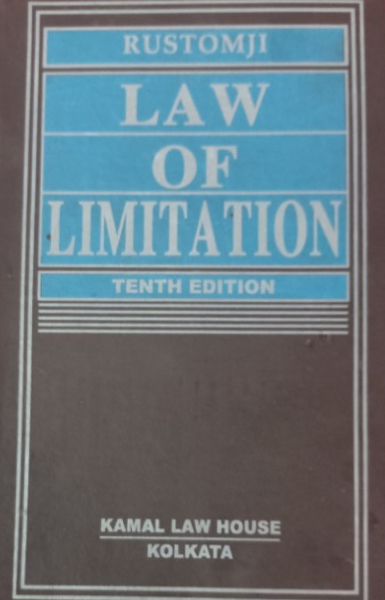 RUSTOMJI
LAW
OF
LIMITATION
TENTH EDITION
KAMAL LAW HOUSE
KOLKATA